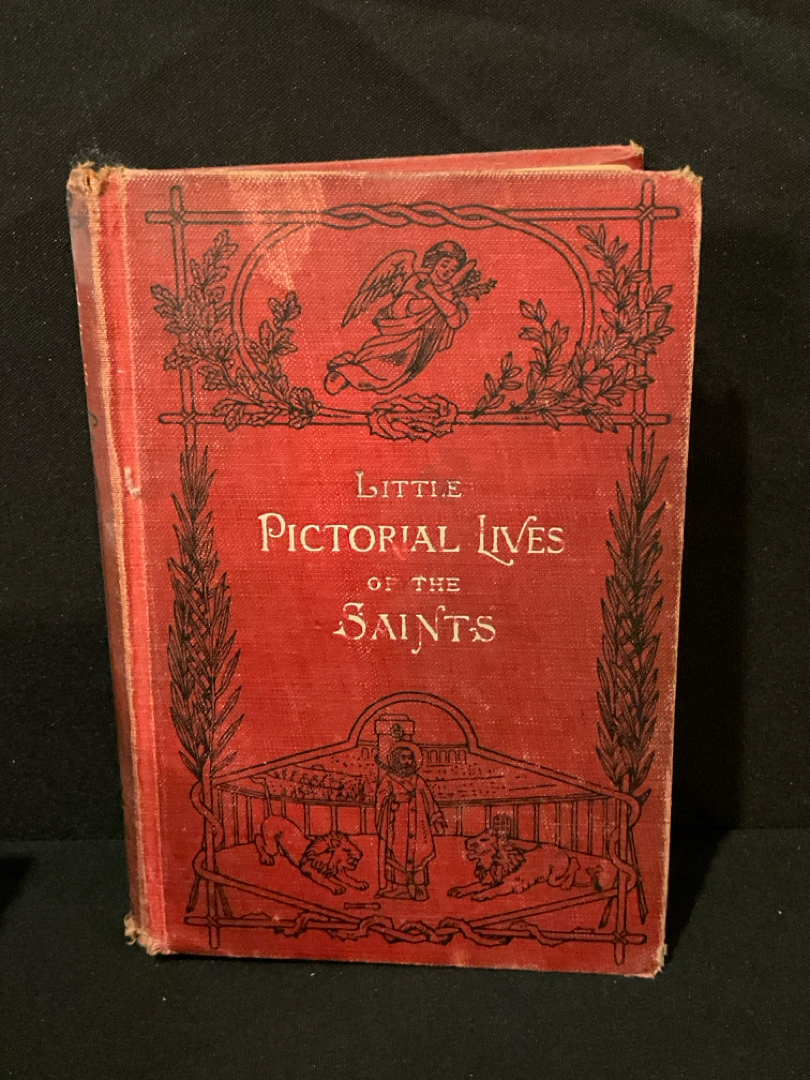 LITTLE
PICTORIAL LIVES
OF THE
SAINTS